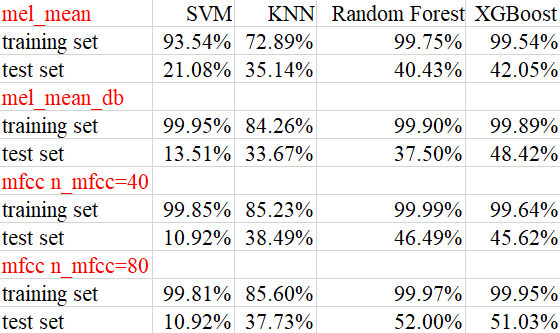 mel_mean SVM KNN Random Forest XGBoost
training set 93.54% 72.89% 99.75% 99.54%
test set 21.08% 35.14% 40.43% 42.05%
mel_mean_db
training set 99.95% 84.26% 99.90% 99.89%
test set 13.51% 33.67% 37.50% 48.42%
mfcc n_mfcc=40
training set 99.85% 85.23% 99.99% 99.64%
test set 10.92% 38.49% 46.49% 45.62%
mfcc n_mfcc=80
training set 99.81% 85.60% 99.97% 99.95%
test set 10.92% 37.73% 52.00% 51.03%